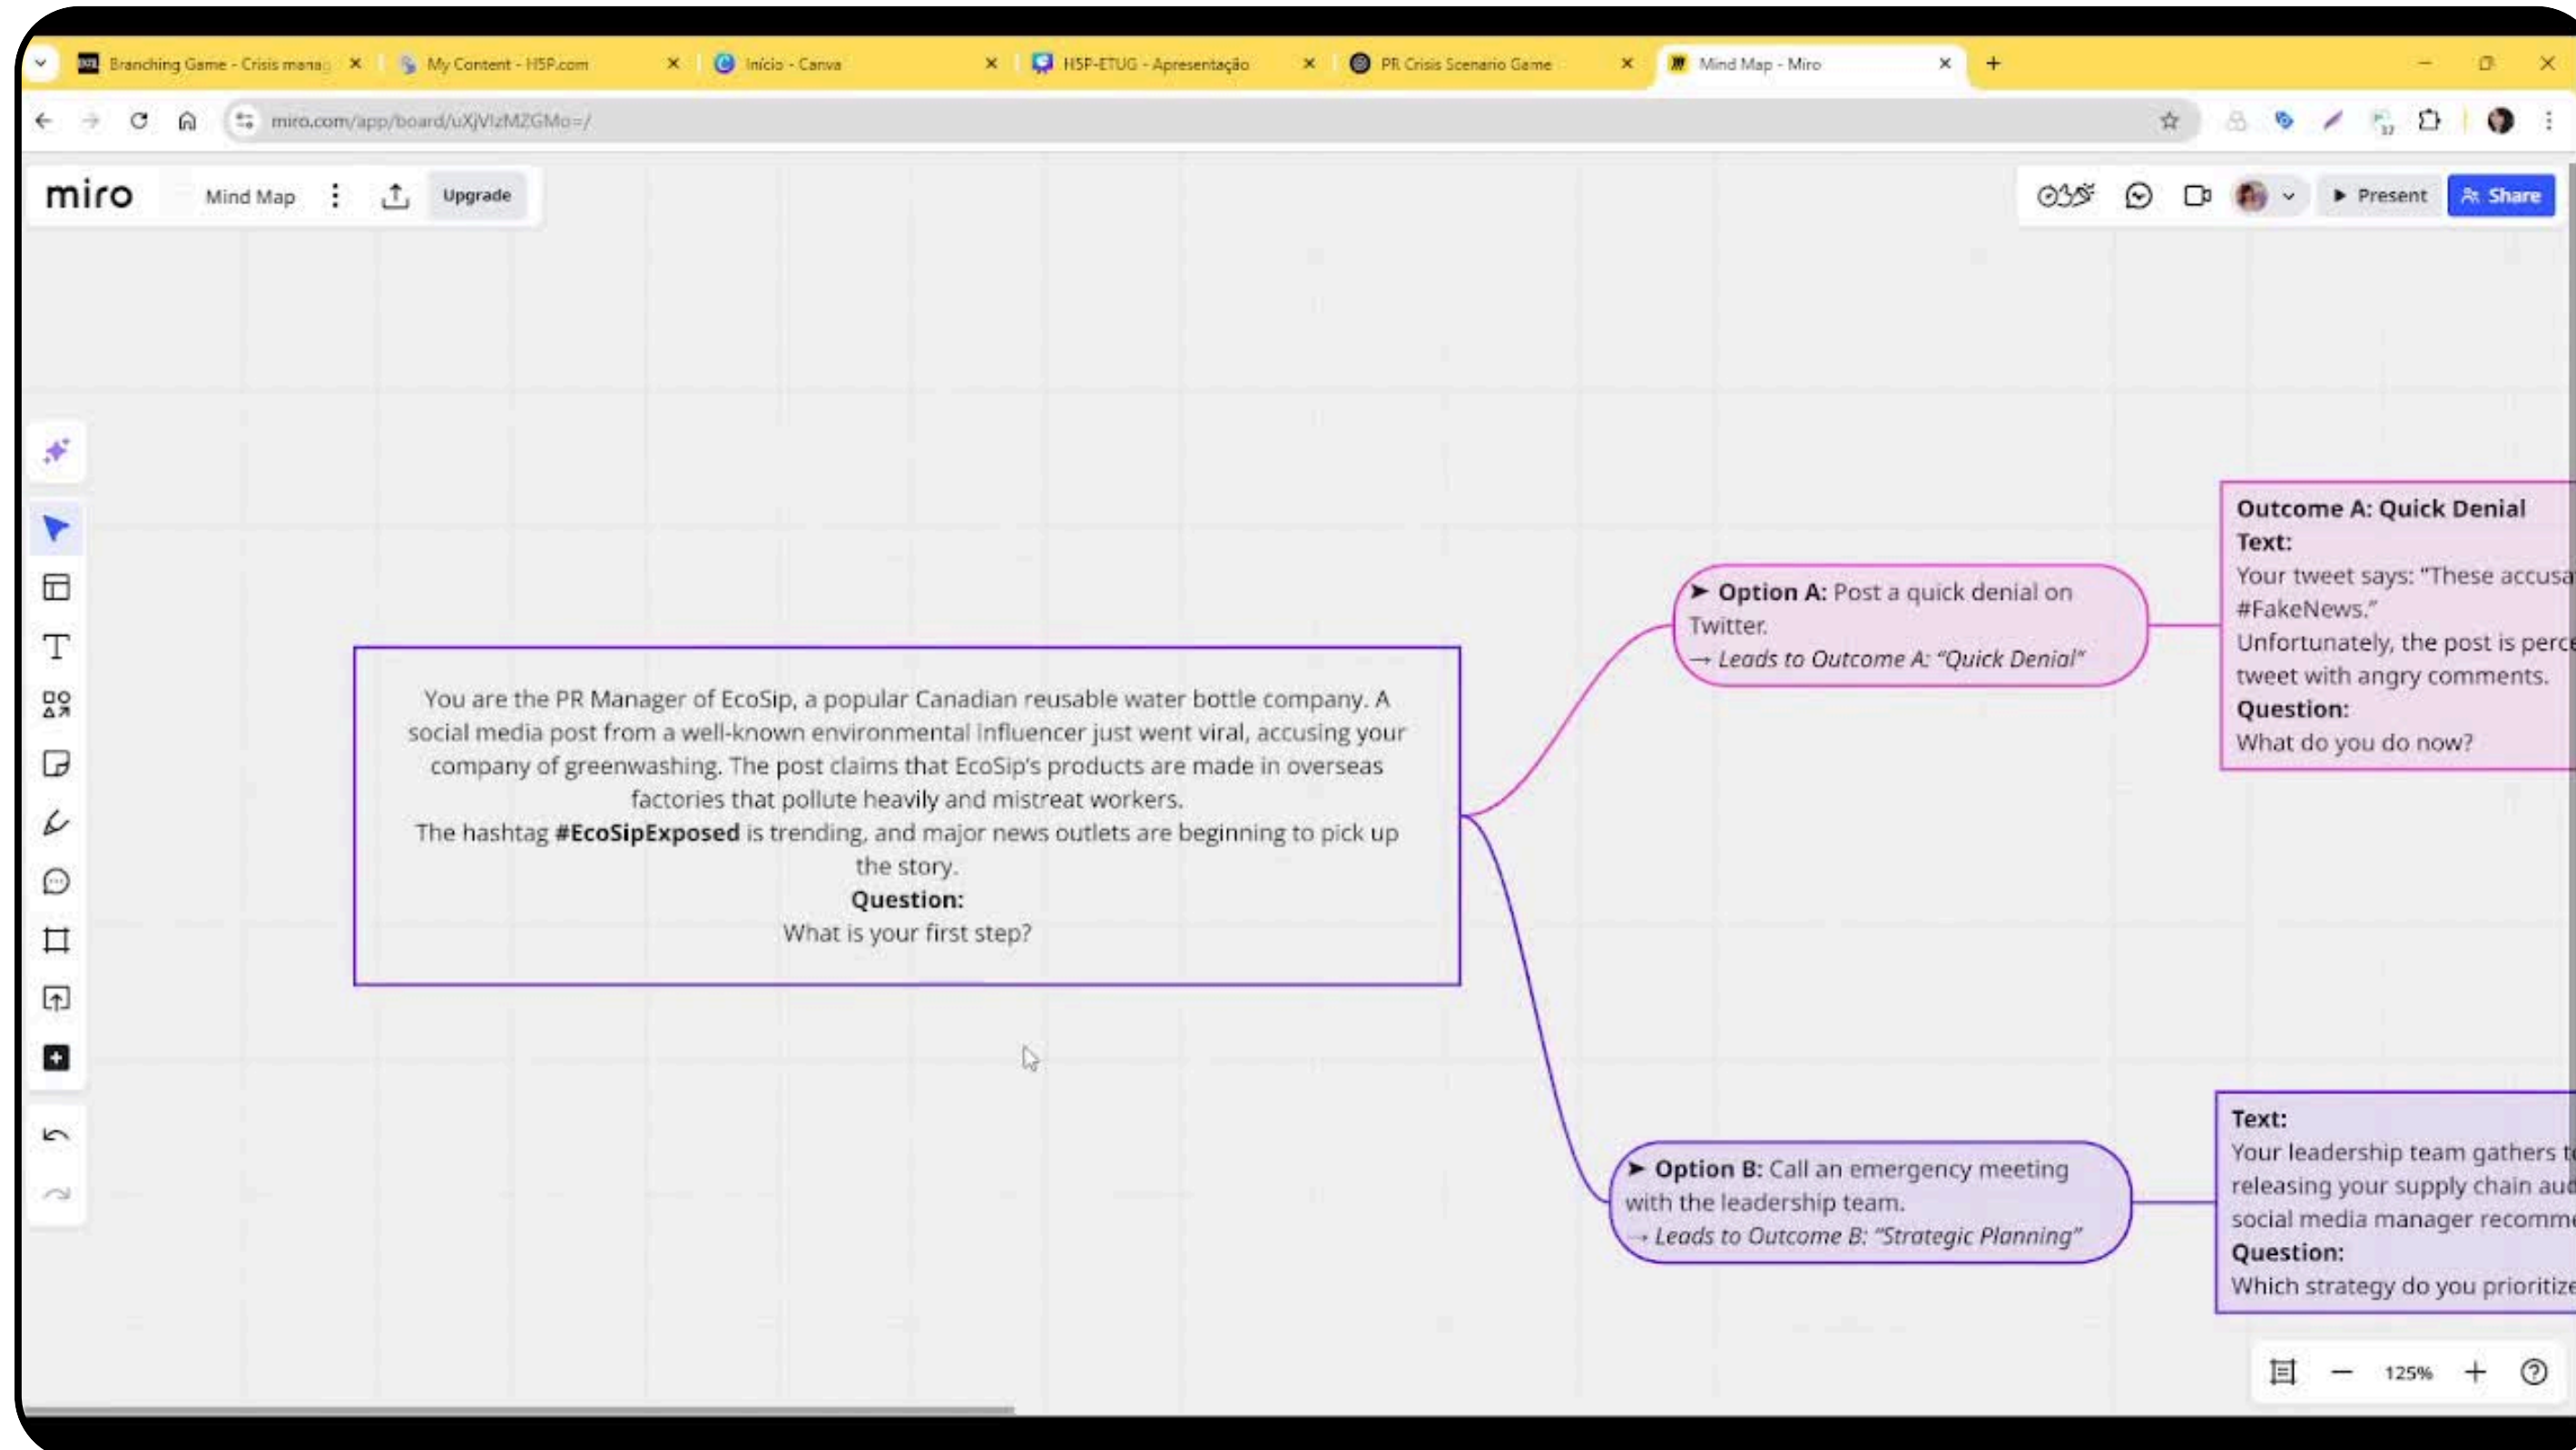 Branching Game - Crisis manag
My Content - H5P.com
Início - Canva
H5P-ETUG - Apresentação
PR Crisis Scenario Game
Mind Map - Miro
miro.com/app/board/uXjVIzMZGMo=/
miro
Mind Map
Upgrade
Present
Share
You are the PR Manager of EcoSip, a popular Canadian reusable water bottle company. A
social media post from a well-known environmental influencer just went viral, accusing your
company of greenwashing. The post claims that EcoSip's products are made in overseas
factories that pollute heavily and mistreat workers.
The hashtag #EcoSipExposed is trending, and major news outlets are beginning to pick up
the story.
Question:
What is your first step?
➤ Option A: Post a quick denial on
Twitter.
→ Leads to Outcome A: “Quick Denial”
Outcome A: Quick Denial
Text:
Your tweet says: “These accusa
#FakeNews.”
Unfortunately, the post is perce
tweet with angry comments.
Question:
What do you do now?
➤ Option B: Call an emergency meeting
with the leadership team.
→ Leads to Outcome B: “Strategic Planning”
Text:
Your leadership team gathers to
releasing your supply chain aud
social media manager recomme
Question:
Which strategy do you prioritize
125%